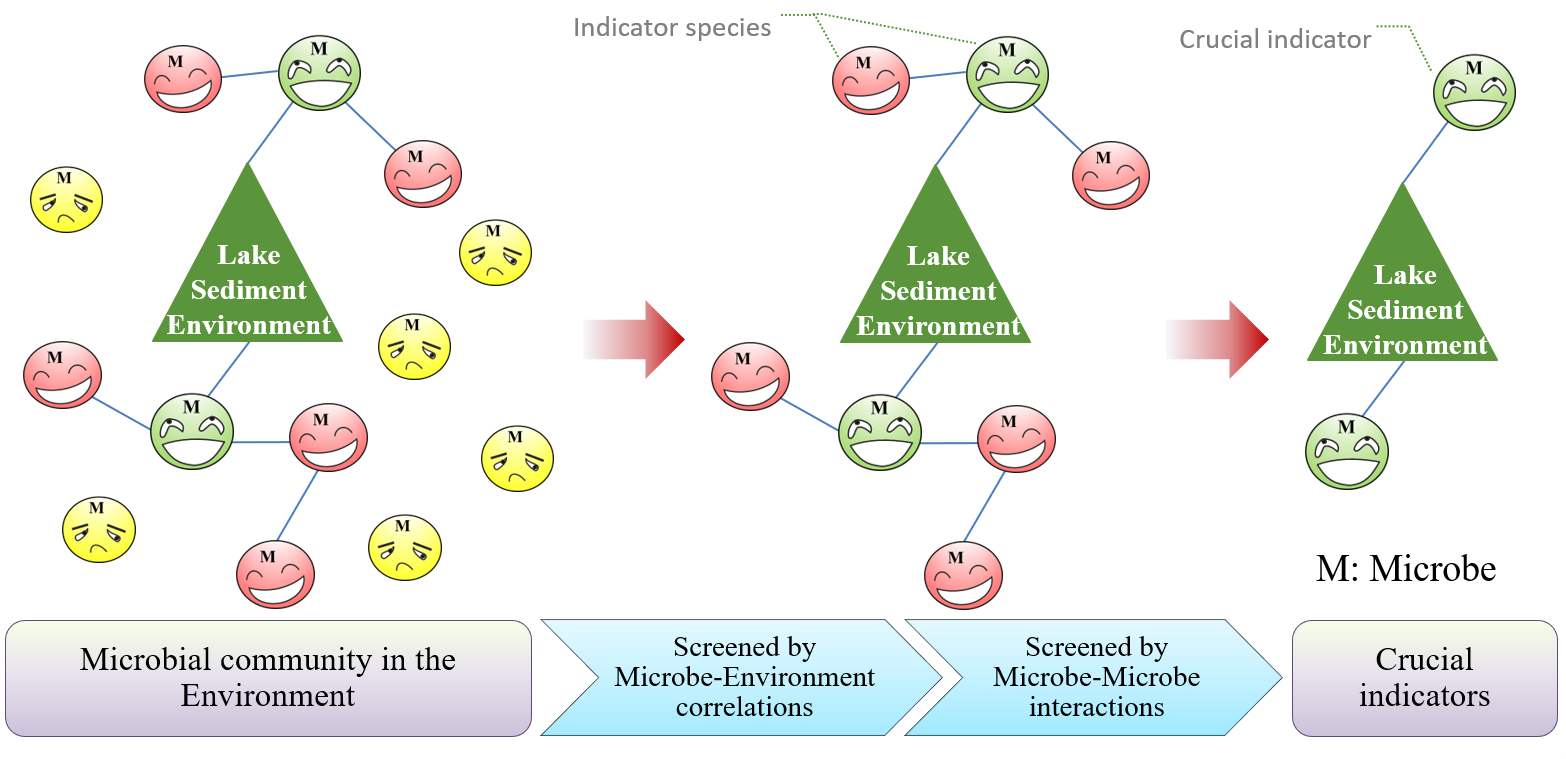 Indicator species
Crucial indicator
M
M
M
M
M
M
M
M
M
M
M
M
M
Lake
Sediment
Environment
M
M
M
M
M
M
M
Lake
Sediment
Environment
M
M
Lake
Sediment
Environment
M: Microbe
Microbial community in the
Environment
Screened by
Microbe-Environment
correlations
Screened by
Microbe-Microbe
interactions
Crucial
indicators